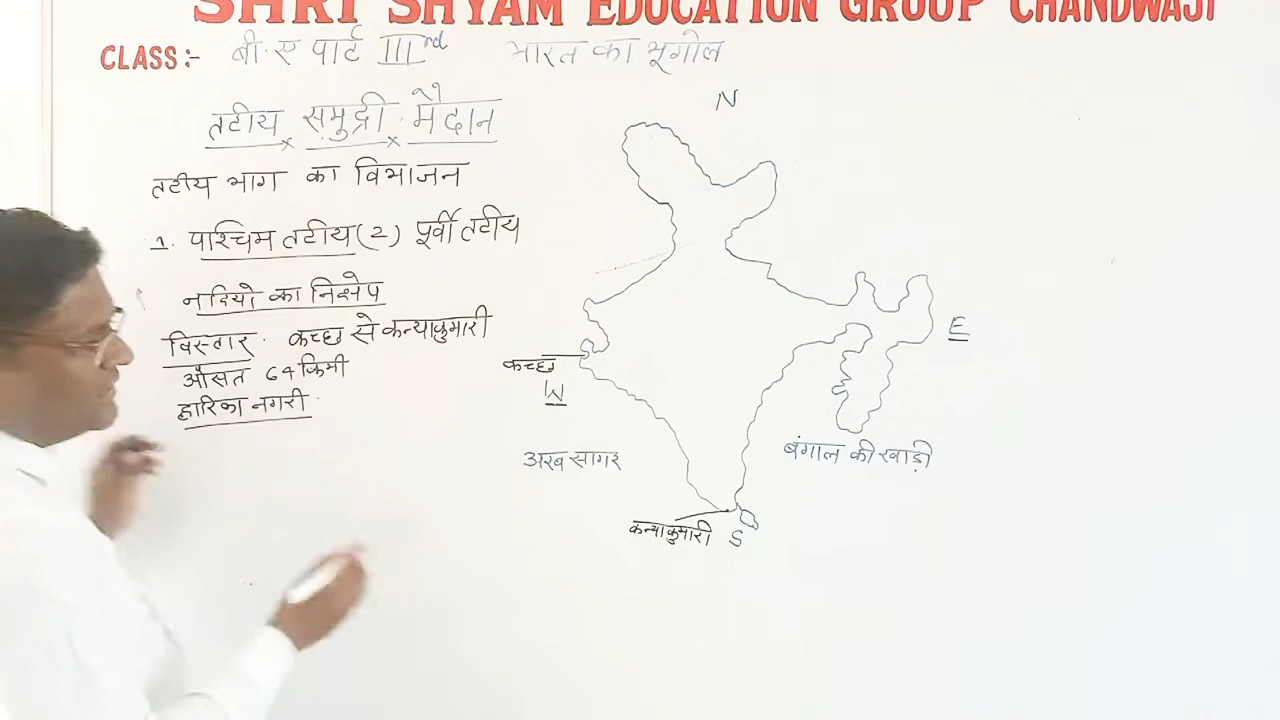 SHRI SHYAM EDUCATION GROUP CHANDWAJI
CLASS:- बी.ए पार्ट IIIrd भारत का भूगोल
तटीय समुद्री मैदान
तटीय भाग का विभाजन
1. पाश्चिम तटीय (2) पूर्वी तटीय
नदियो का निक्षेप
विस्तार. कच्छ से कन्याकुमारी
औसत 64 किमी
द्वारिका नगरी
N
E
कच्छ
W
अरब सागर
बंगाल की खाड़ी
कन्याकुमारी
S